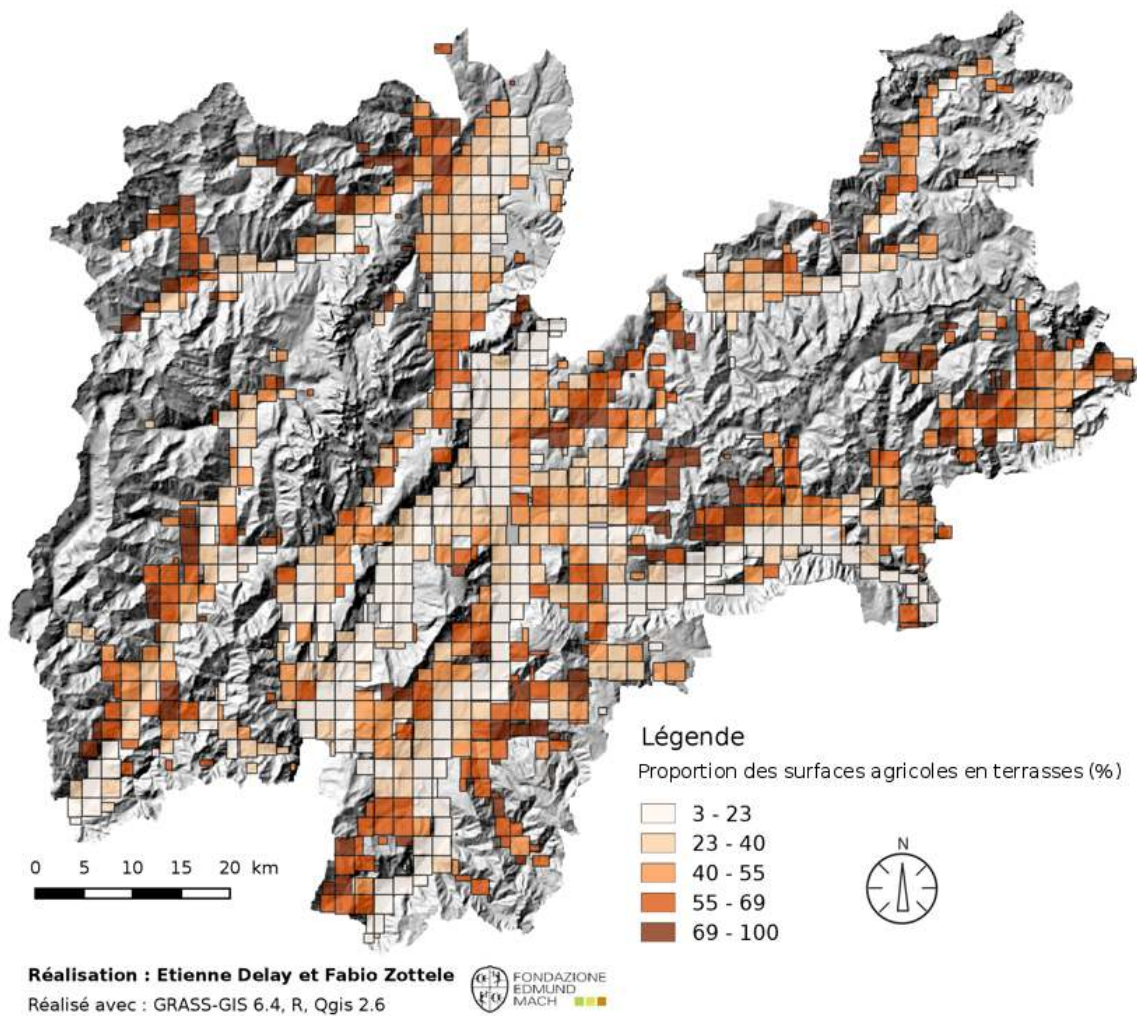 Légende
Proportion des surfaces agricoles en terrasses (%)
3 - 23
23 - 40
40 - 55
55 - 69
69 - 100
N
0 5 10 15 20 km
Réalisation : Etienne Delay et Fabio Zottele
Réalisé avec : GRASS-GIS 6.4, R, Qgis 2.6
FONDAZIONE
EDMUND
MACH